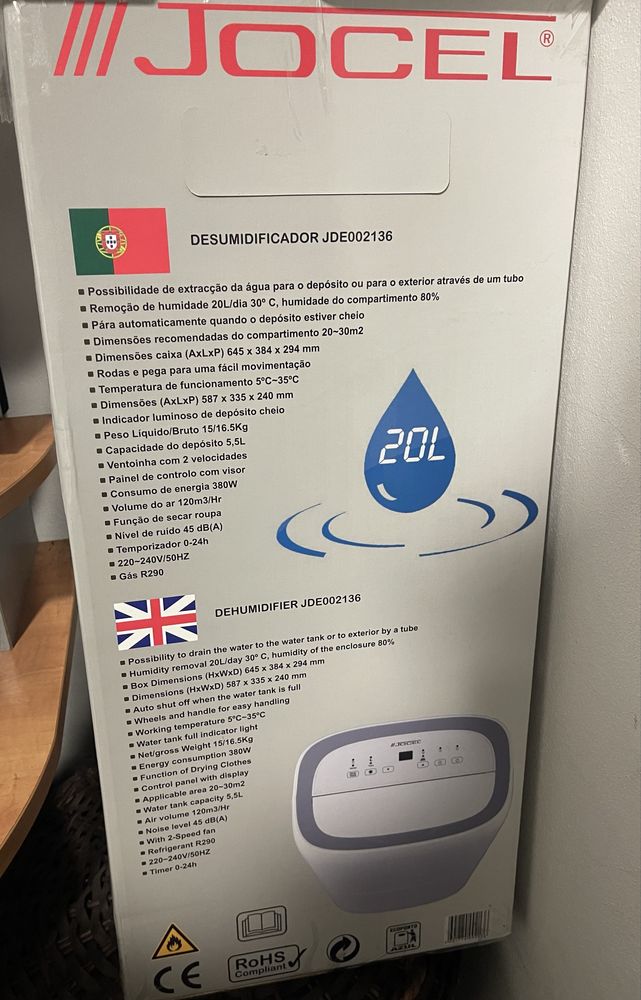 JOCEL®
DESUMIDIFICADOR JDE002136
▪ Possibilidade de extracção da água para o depósito ou para o exterior através de um tubo
▪ Remoção de humidade 20L/dia 30º C, humidade do compartimento 80%
▪ Pára automaticamente quando o depósito estiver cheio
▪ Dimensões recomendadas do compartimento 20~30m2
▪ Dimensões caixa (AxLxP) 645 x 384 x 294 mm
▪ Rodas e pega para uma fácil movimentação
▪ Temperatura de funcionamento 5ºC~35ºC
▪ Dimensões (AxLxP) 587 x 335 x 240 mm
▪ Indicador luminoso de depósito cheio
▪ Peso Líquido/Bruto 15/16.5Kg
▪ Capacidade do depósito 5,5L
▪ Ventoinha com 2 velocidades
▪ Painel de controlo com visor
▪ Consumo de energia 380W
▪ Volume do ar 120m3/Hr
▪ Função de secar roupa
▪ Nível de ruido 45 dB(A)
▪ Temporizador 0-24h
▪ 220~240V/50HZ
▪ Gás R290
20L
DEHUMIDIFIER JDE002136
▪ Possibility to drain the water to the water tank or to exterior by a tube
▪ Humidity removal 20L/day 30º C, humidity of the enclosure 80%
▪ Box Dimensions (HxWxD) 645 x 384 x 294 mm
▪ Dimensions (HxWxD) 587 x 335 x 240 mm
▪ Auto shut off when the water tank is full
▪ Wheels and handle for easy handling
▪ Working temperature 5ºC~35ºC
▪ Water tank full indicator light
▪ Net/gross Weight 15/16.5Kg
▪ Energy consumption 380W
▪ Function of Drying Clothes
▪ Control panel with display
▪ Applicable area 20~30m2
▪ Water tank capacity 5,5L
▪ Air volume 120m3/Hr
▪ Noise level 45 dB(A)
▪ With 2-Speed fan
▪ Refrigerant R290
▪ 220~240V/50HZ
▪ Timer 0-24h
JOCEL
CE
RoHS
Compliant
ECOPONTO
AZUL